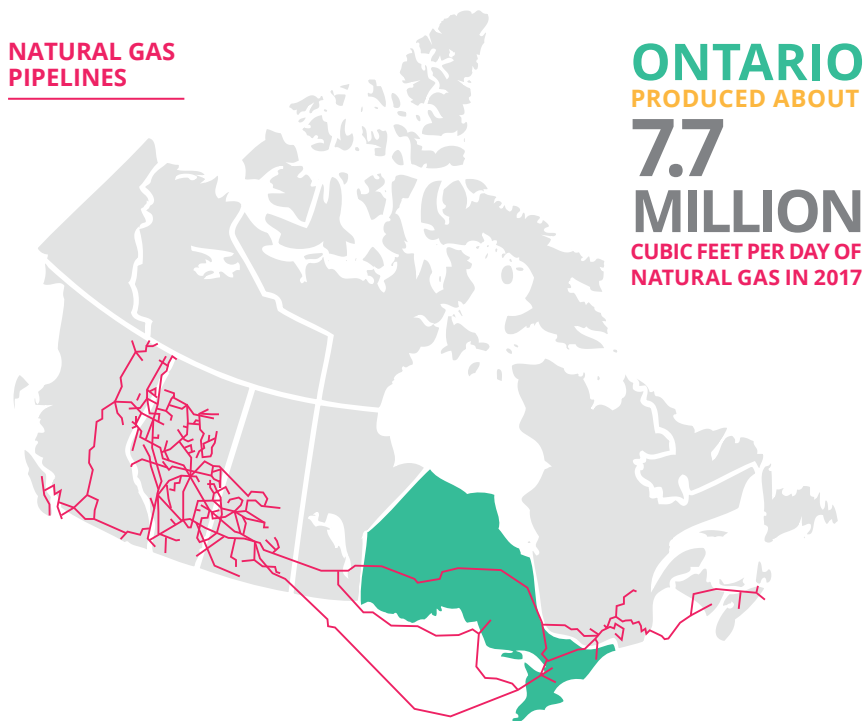 NATURAL GAS
PIPELINES
ONTARIO
PRODUCED ABOUT
7.7
MILLION
CUBIC FEET PER DAY OF
NATURAL GAS IN 2017